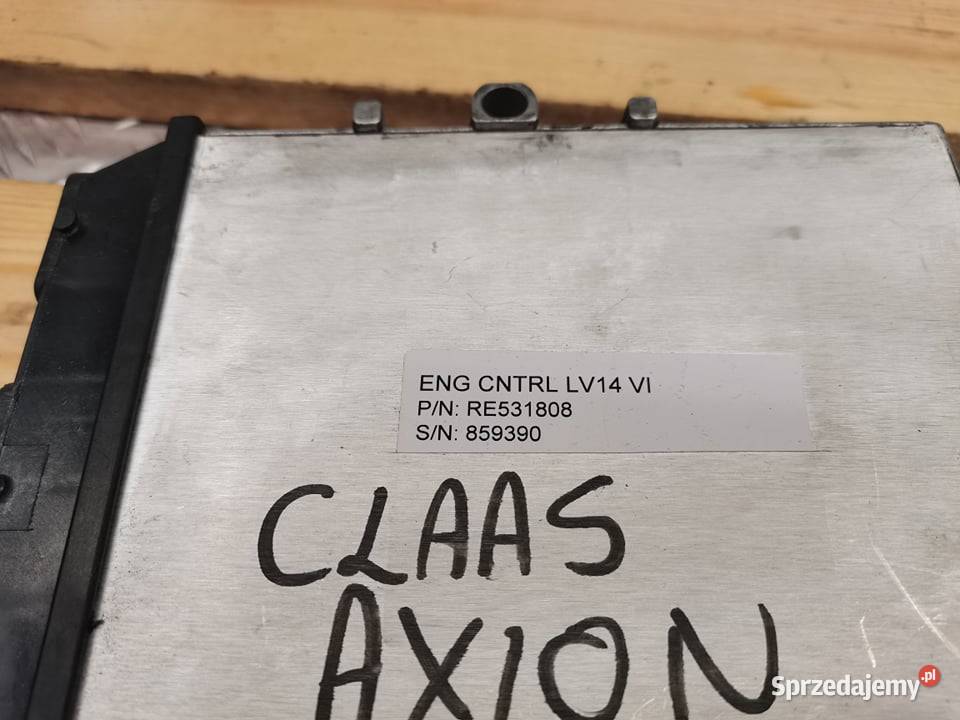 ENG CNTRL LV14 VI
P/N: RE531808
S/N: 859390
CLAAS
AXION
Sprzedajemy.pl